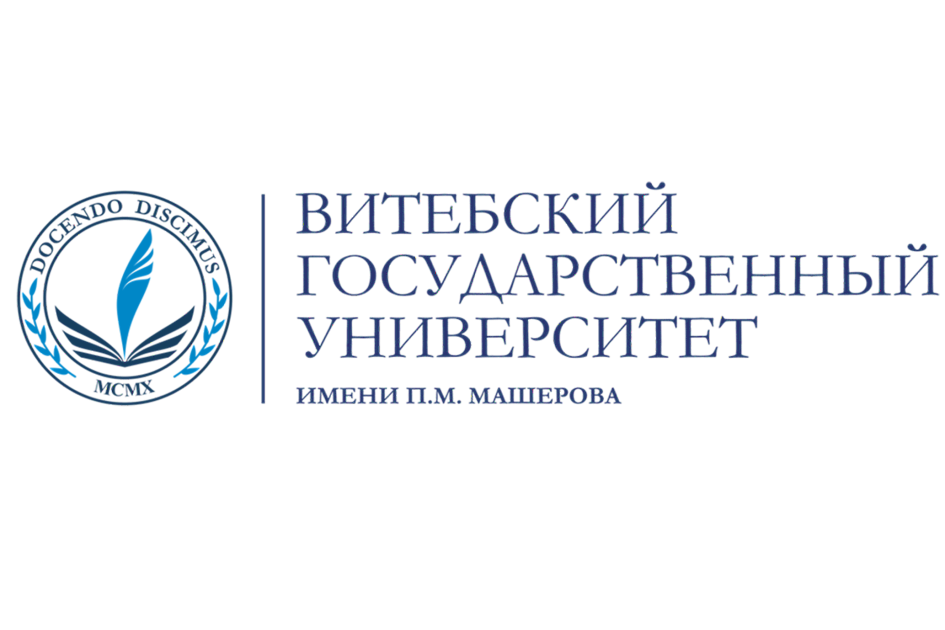 DOCENDO DISCIMUS
MCMX
ВИТЕБСКИЙ
ГОСУДАРСТВЕННЫЙ
УНИВЕРСИТЕТ
ИМЕНИ П.М. МАШЕРОВА